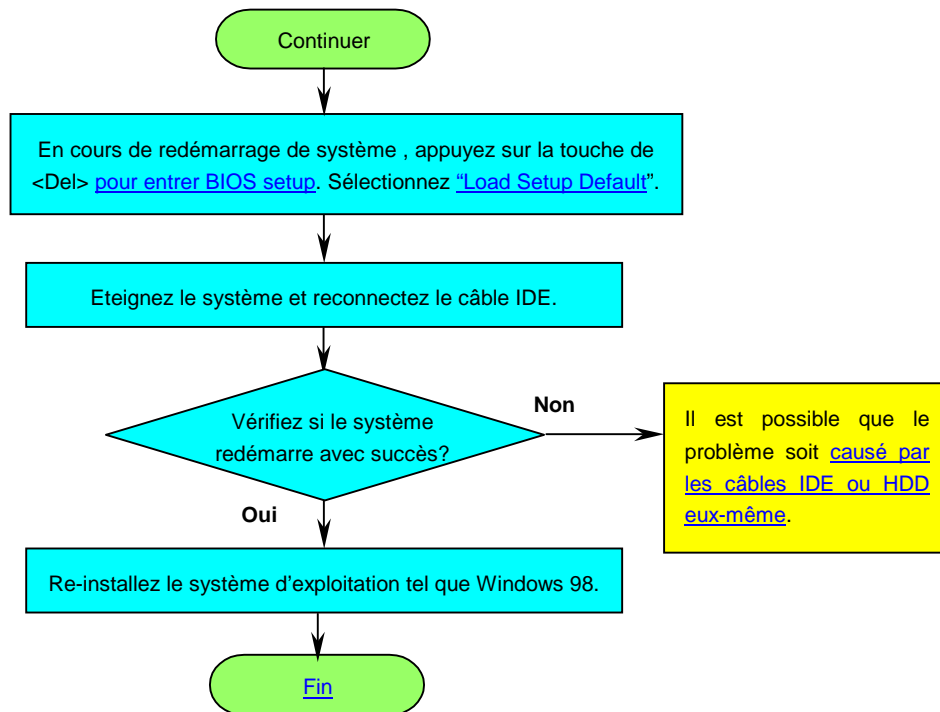 Continuer
En cours de redémarrage de système , appuyez sur la touche de
<Del> pour entrer BIOS setup. Sélectionnez “Load Setup Default”.
Eteignez le système et reconnectez le câble IDE.
Vérifiez si le système
redémarre avec succès?
Non
Il est possible que le
problème soit causé par
les câbles IDE ou HDD
eux-même.
Oui
Re-installez le système d’exploitation tel que Windows 98.
Fin